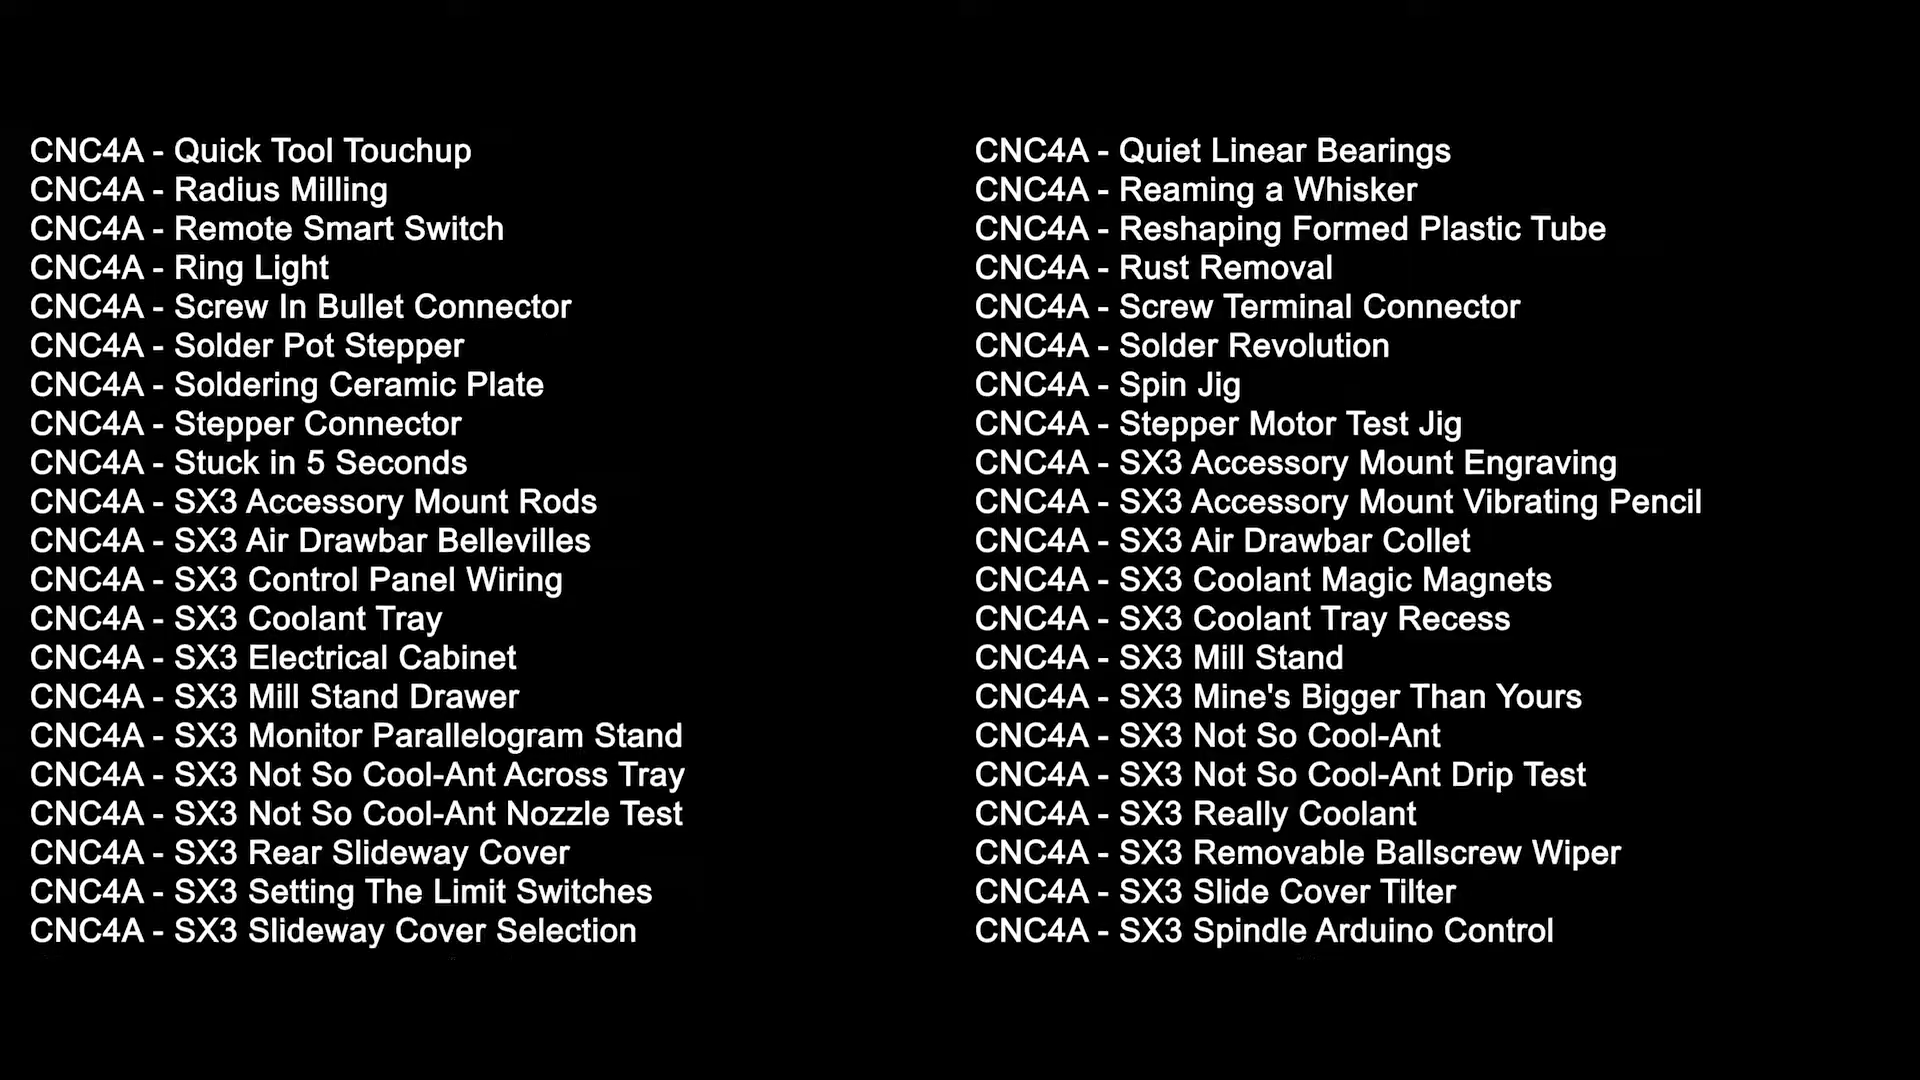 CNC4A - Quick Tool Touchup
CNC4A - Radius Milling
CNC4A - Remote Smart Switch
CNC4A - Ring Light
CNC4A - Screw In Bullet Connector
CNC4A - Solder Pot Stepper
CNC4A - Soldering Ceramic Plate
CNC4A - Stepper Connector
CNC4A - Stuck in 5 Seconds
CNC4A - SX3 Accessory Mount Rods
CNC4A - SX3 Air Drawbar Bellevilles
CNC4A - SX3 Control Panel Wiring
CNC4A - SX3 Coolant Tray
CNC4A - SX3 Electrical Cabinet
CNC4A - SX3 Mill Stand Drawer
CNC4A - SX3 Monitor Parallelogram Stand
CNC4A - SX3 Not So Cool-Ant Across Tray
CNC4A - SX3 Not So Cool-Ant Nozzle Test
CNC4A - SX3 Rear Slideway Cover
CNC4A - SX3 Setting The Limit Switches
CNC4A - SX3 Slideway Cover Selection
CNC4A - Quiet Linear Bearings
CNC4A - Reaming a Whisker
CNC4A - Reshaping Formed Plastic Tube
CNC4A - Rust Removal
CNC4A - Screw Terminal Connector
CNC4A - Solder Revolution
CNC4A - Spin Jig
CNC4A - Stepper Motor Test Jig
CNC4A - SX3 Accessory Mount Engraving
CNC4A - SX3 Accessory Mount Vibrating Pencil
CNC4A - SX3 Air Drawbar Collet
CNC4A - SX3 Coolant Magic Magnets
CNC4A - SX3 Coolant Tray Recess
CNC4A - SX3 Mill Stand
CNC4A - SX3 Mine's Bigger Than Yours
CNC4A - SX3 Not So Cool-Ant
CNC4A - SX3 Not So Cool-Ant Drip Test
CNC4A - SX3 Really Coolant
CNC4A - SX3 Removable Ballscrew Wiper
CNC4A - SX3 Slide Cover Tilter
CNC4A - SX3 Spindle Arduino Control